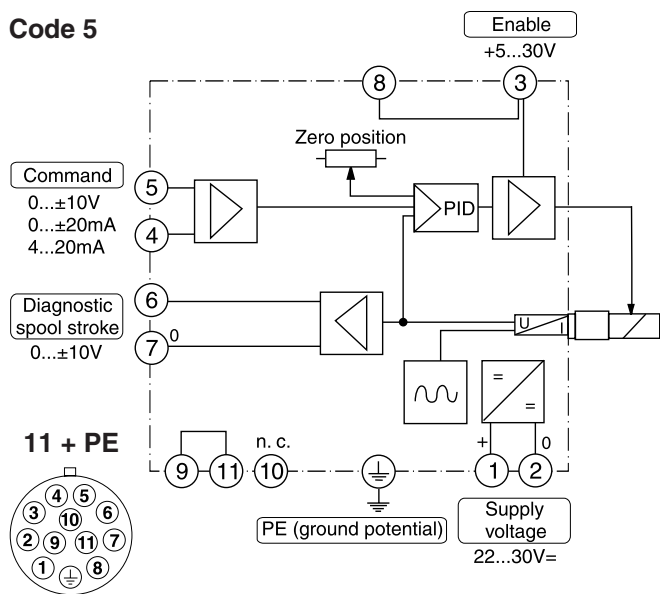 Code 5
Enable
+5...30V
8
3
Zero position
Command
0...±10V
0...±20mA
4...20mA
5
4
PID
Diagnostic
spool stroke
0...±10V
6
7
0
U
I
=
=
11 + PE
n. c.
+
0
9
11
10
1
2
PE (ground potential)
Supply
voltage
22...30V=
4
5
3
10
6
2
9
11
7
1
8